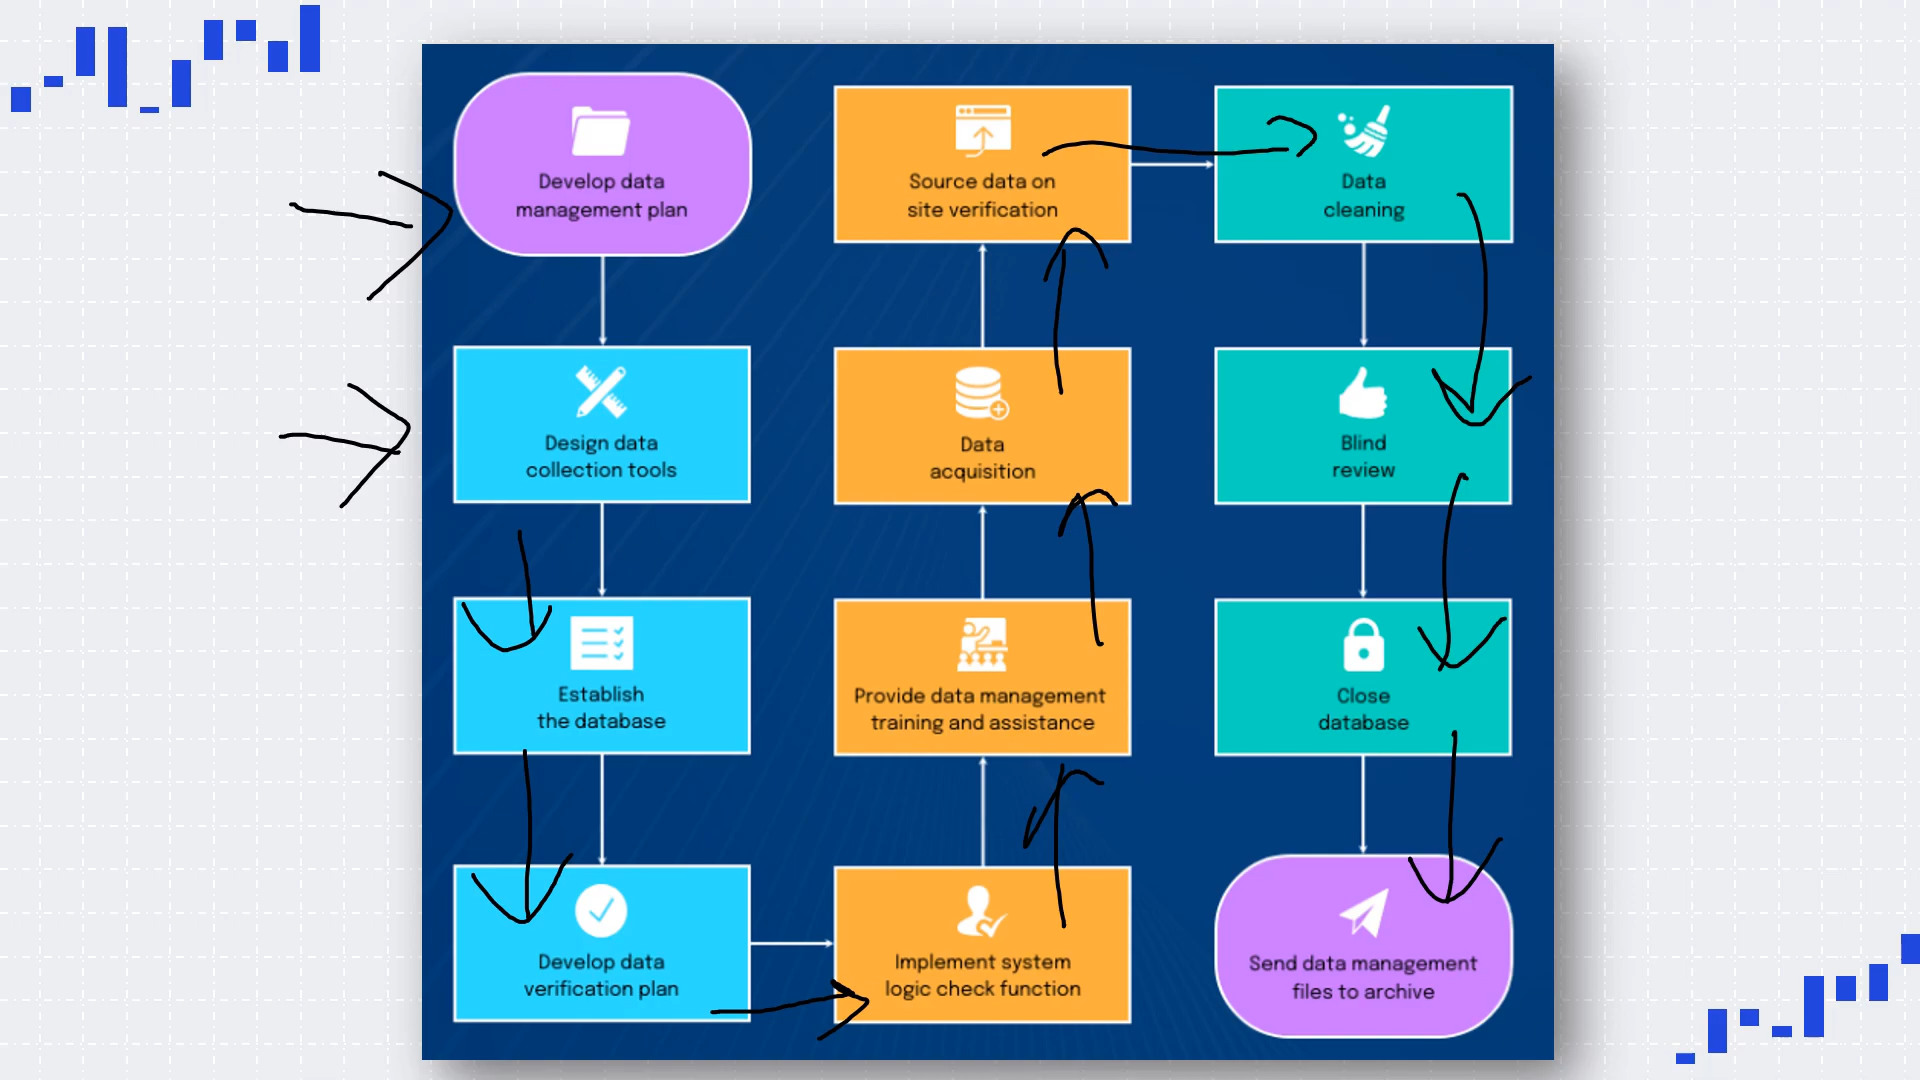 Develop data
management plan
Design data
collection tools
Establish
the database
Develop data
verification plan
Implement system
logic check function
Provide data management
training and assistance
Data
acquisition
Source data on
site verification
Data
cleaning
Blind
review
Close
database
Send data management
files to archive